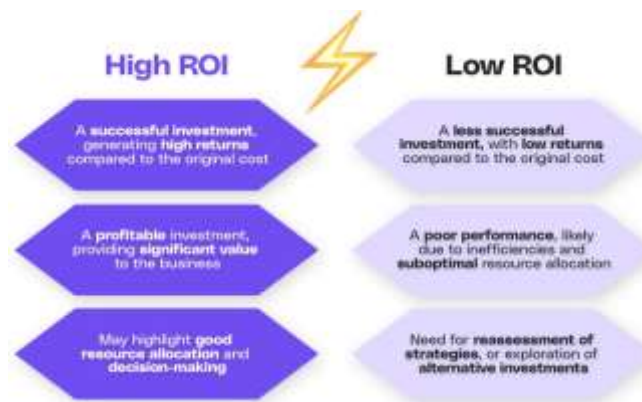 High ROI
A successful investment,
generating high returns
compared to the original cost
A profitable investment,
providing significant value
to the business
May highlight good
resource allocation and
decision-making
Low ROI
A less successful
investment, with low returns
compared to the original cost
A poor performance, likely
due to inefficiencies and
suboptimal resource allocation
Need for reassessment of
strategies, or exploration of
alternative investments